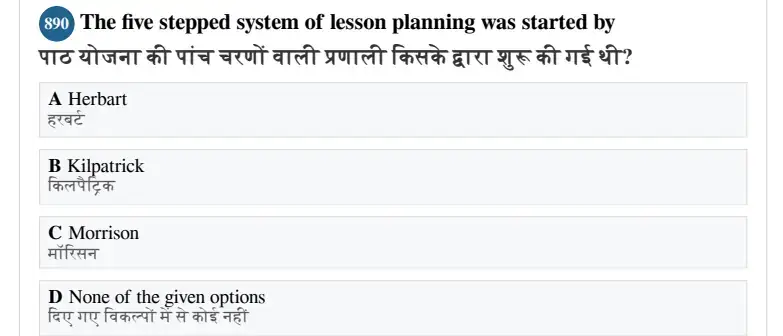 890 The five stepped system of lesson planning was started by
पाठ योजना की पांच चरणों वाली प्रणाली किसके द्वारा शुरू की गई थी?
A Herbart
हरबर्ट
B Kilpatrick
किलपैट्रिक
C Morrison
मॉरिसन
D None of the given options
दिए गए विकल्पों में से कोई नहीं